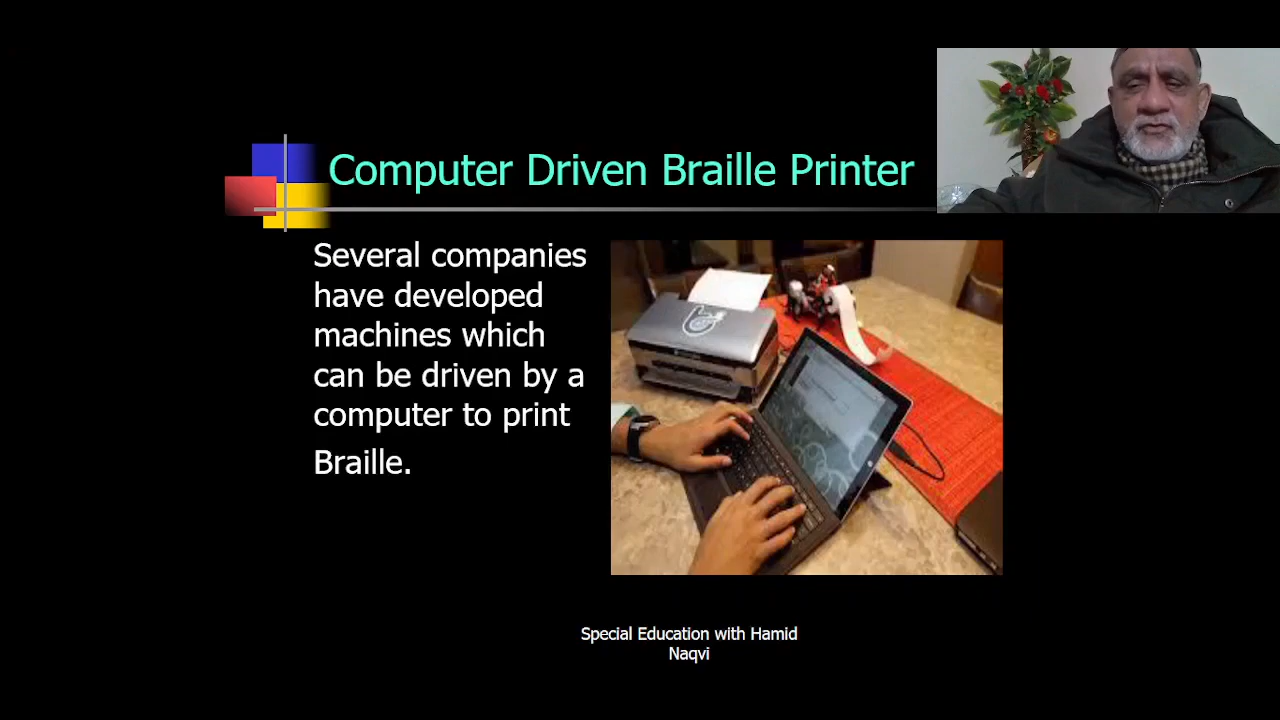 Computer Driven Braille Printer
Several companies
have developed
machines which
can be driven by a
computer to print
Braille.
Special Education with Hamid
Naqvi